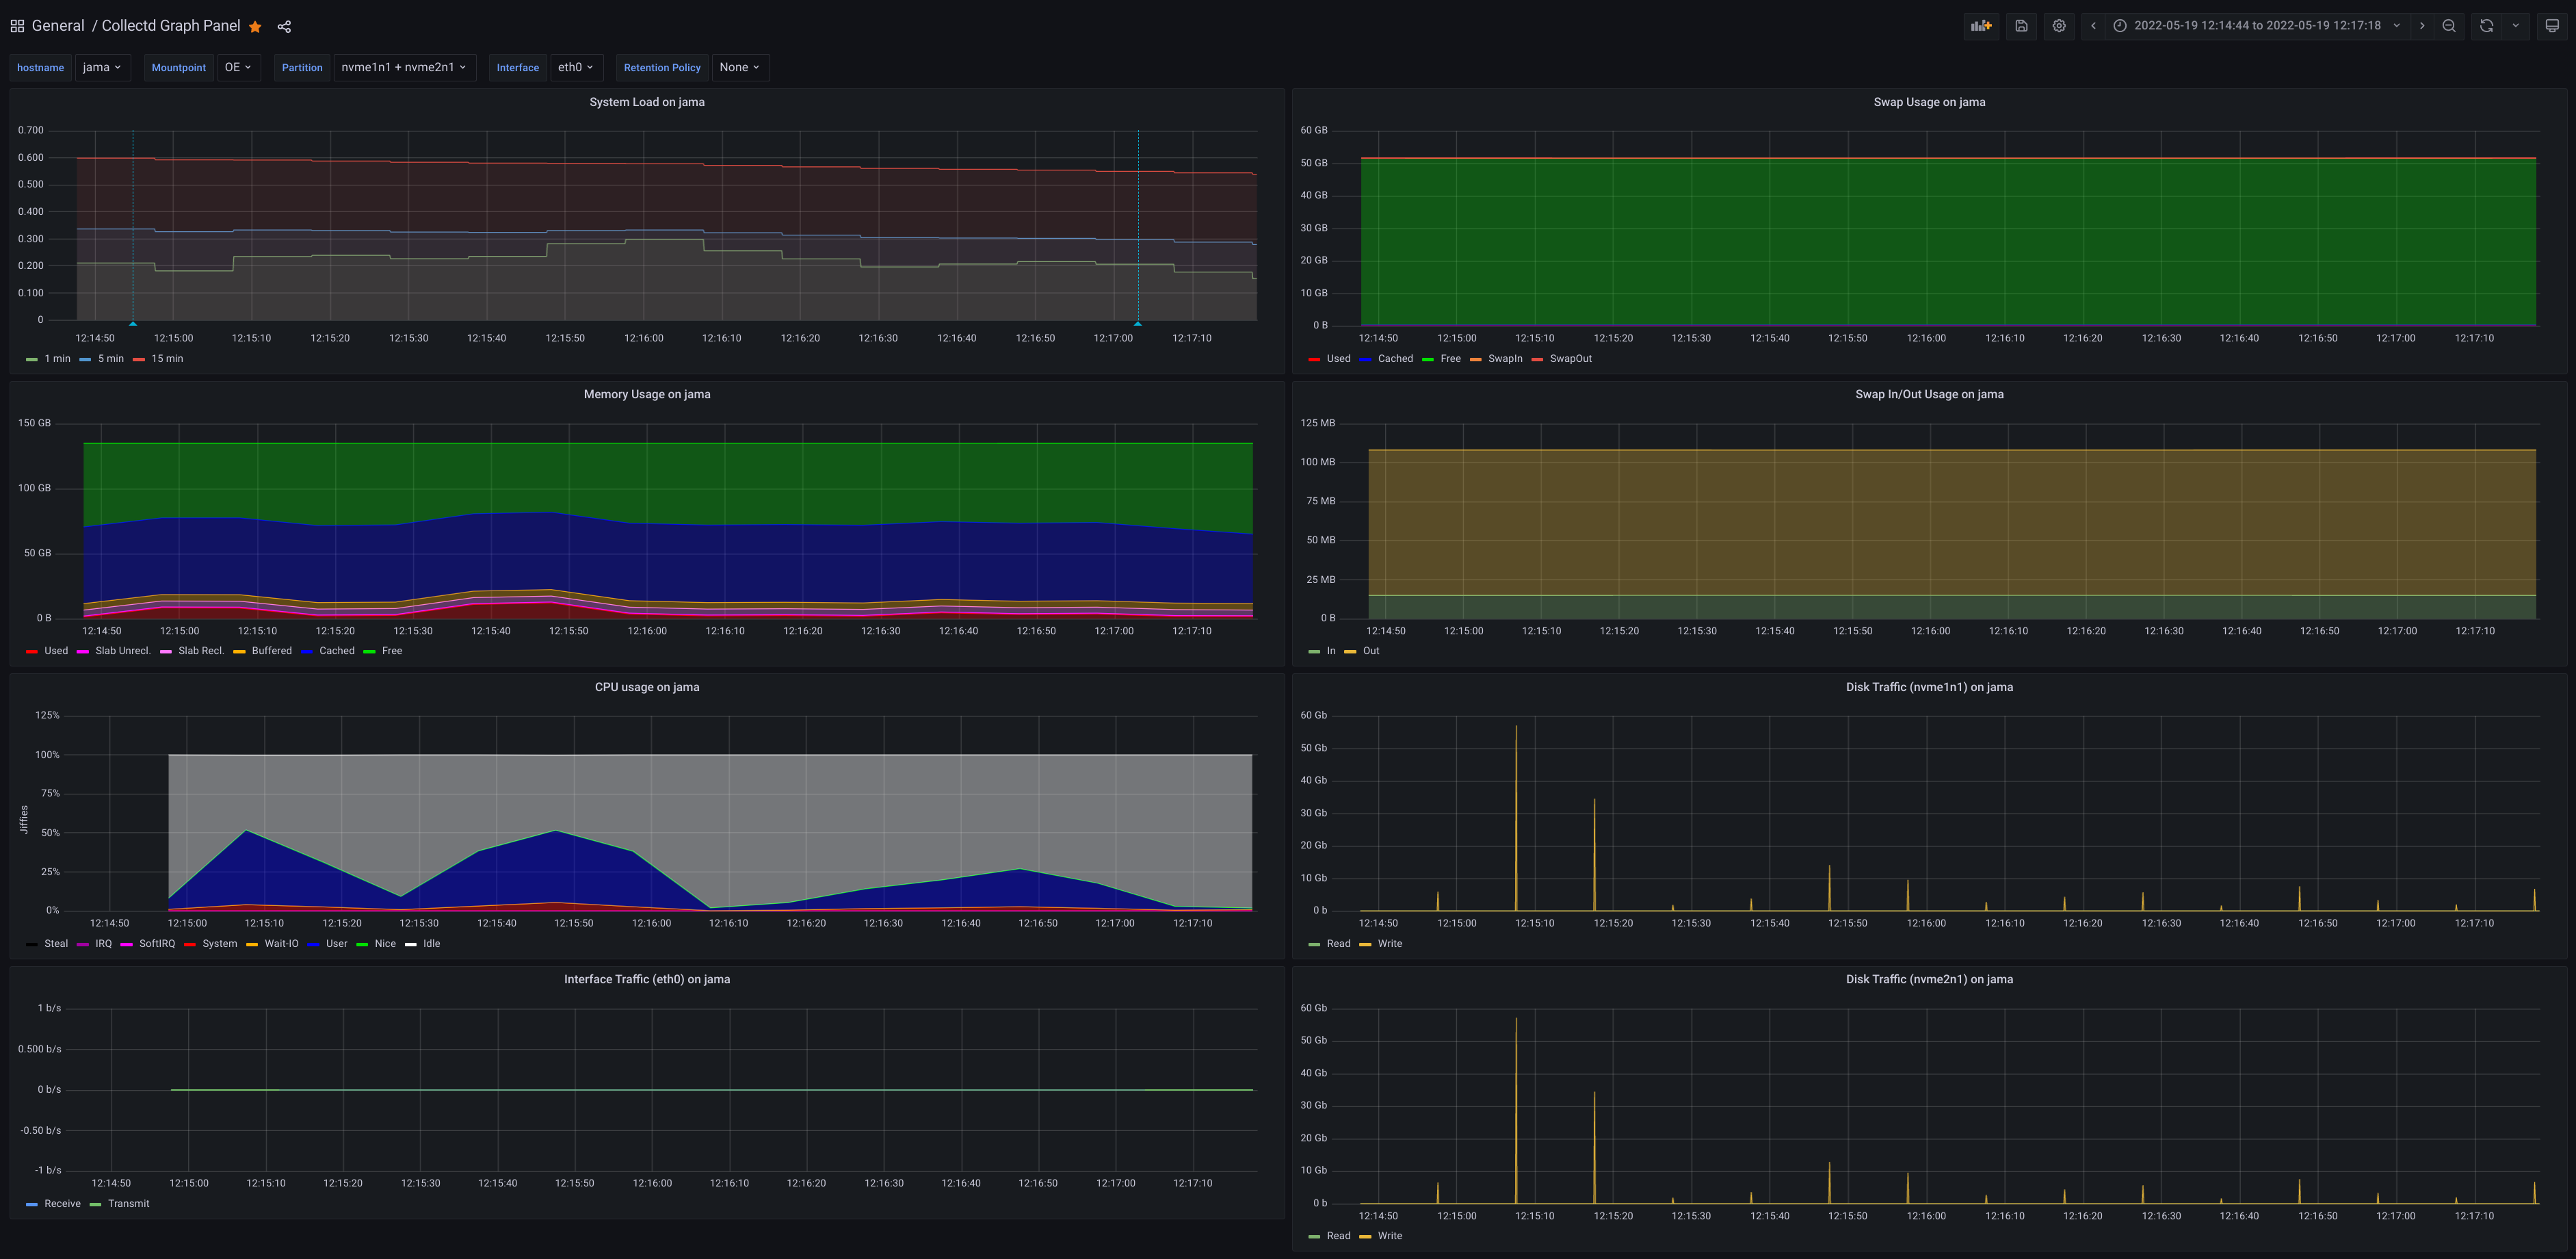 General / Collectd Graph Panel
2022-05-19 12:14:44 to 2022-05-19 12:17:18
hostname jama Mountpoint OE Partition nvme1n1 + nvme2n1 Interface eth0 Retention Policy None
System Load on jama
0.700
0.600
0.500
0.400
0.300
0.200
0.100
0
12:14:50 12:15:00 12:15:10 12:15:20 12:15:30 12:15:40 12:15:50 12:16:00 12:16:10 12:16:20 12:16:30 12:16:40 12:16:50 12:17:00 12:17:10
1 min 5 min 15 min
Swap Usage on jama
60 GB
50 GB
40 GB
30 GB
20 GB
10 GB
0 B
12:14:50 12:15:00 12:15:10 12:15:20 12:15:30 12:15:40 12:15:50 12:16:00 12:16:10 12:16:20 12:16:30 12:16:40 12:16:50 12:17:00 12:17:10
Used Cached Free SwapIn SwapOut
Memory Usage on jama
150 GB
100 GB
50 GB
0 B
12:14:50 12:15:00 12:15:10 12:15:20 12:15:30 12:15:40 12:15:50 12:16:00 12:16:10 12:16:20 12:16:30 12:16:40 12:16:50 12:17:00 12:17:10
Used Slab Unrecl. Slab Recl. Buffered Cached Free
Swap In/Out Usage on jama
125 MB
100 MB
75 MB
50 MB
25 MB
0 B
12:14:50 12:15:00 12:15:10 12:15:20 12:15:30 12:15:40 12:15:50 12:16:00 12:16:10 12:16:20 12:16:30 12:16:40 12:16:50 12:17:00 12:17:10
In Out
CPU usage on jama
Jiffies
125%
100%
75%
50%
25%
0%
12:14:50 12:15:00 12:15:10 12:15:20 12:15:30 12:15:40 12:15:50 12:16:00 12:16:10 12:16:20 12:16:30 12:16:40 12:16:50 12:17:00 12:17:10
Steal IRQ SoftIRQ System Wait-IO User Nice Idle
Disk Traffic (nvme1n1) on jama
60 Gb
50 Gb
40 Gb
30 Gb
20 Gb
10 Gb
0 b
12:14:50 12:15:00 12:15:10 12:15:20 12:15:30 12:15:40 12:15:50 12:16:00 12:16:10 12:16:20 12:16:30 12:16:40 12:16:50 12:17:00 12:17:10
Read Write
Interface Traffic (eth0) on jama
1 b/s
0.500 b/s
0 b/s
-0.50 b/s
-1 b/s
12:14:50 12:15:00 12:15:10 12:15:20 12:15:30 12:15:40 12:15:50 12:16:00 12:16:10 12:16:20 12:16:30 12:16:40 12:16:50 12:17:00 12:17:10
Receive Transmit
Disk Traffic (nvme2n1) on jama
60 Gb
50 Gb
40 Gb
30 Gb
20 Gb
10 Gb
0 b
12:14:50 12:15:00 12:15:10 12:15:20 12:15:30 12:15:40 12:15:50 12:16:00 12:16:10 12:16:20 12:16:30 12:16:40 12:16:50 12:17:00 12:17:10
Read Write